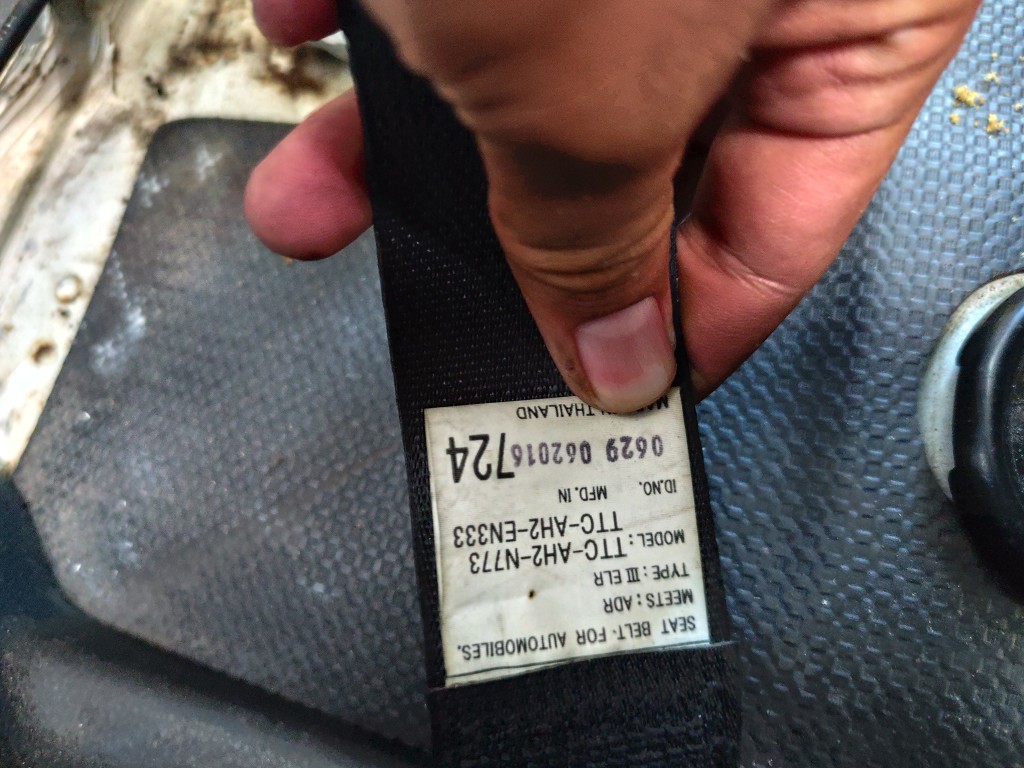 SEAT BELT FOR AUTOMOBILES.
MEETS : ADR
TYPE : III ELR
MODEL : TTC-AH2-N773
TTC-AH2-EN333
ID.NO. MFD.IN
0629 062016 724
THAILAND